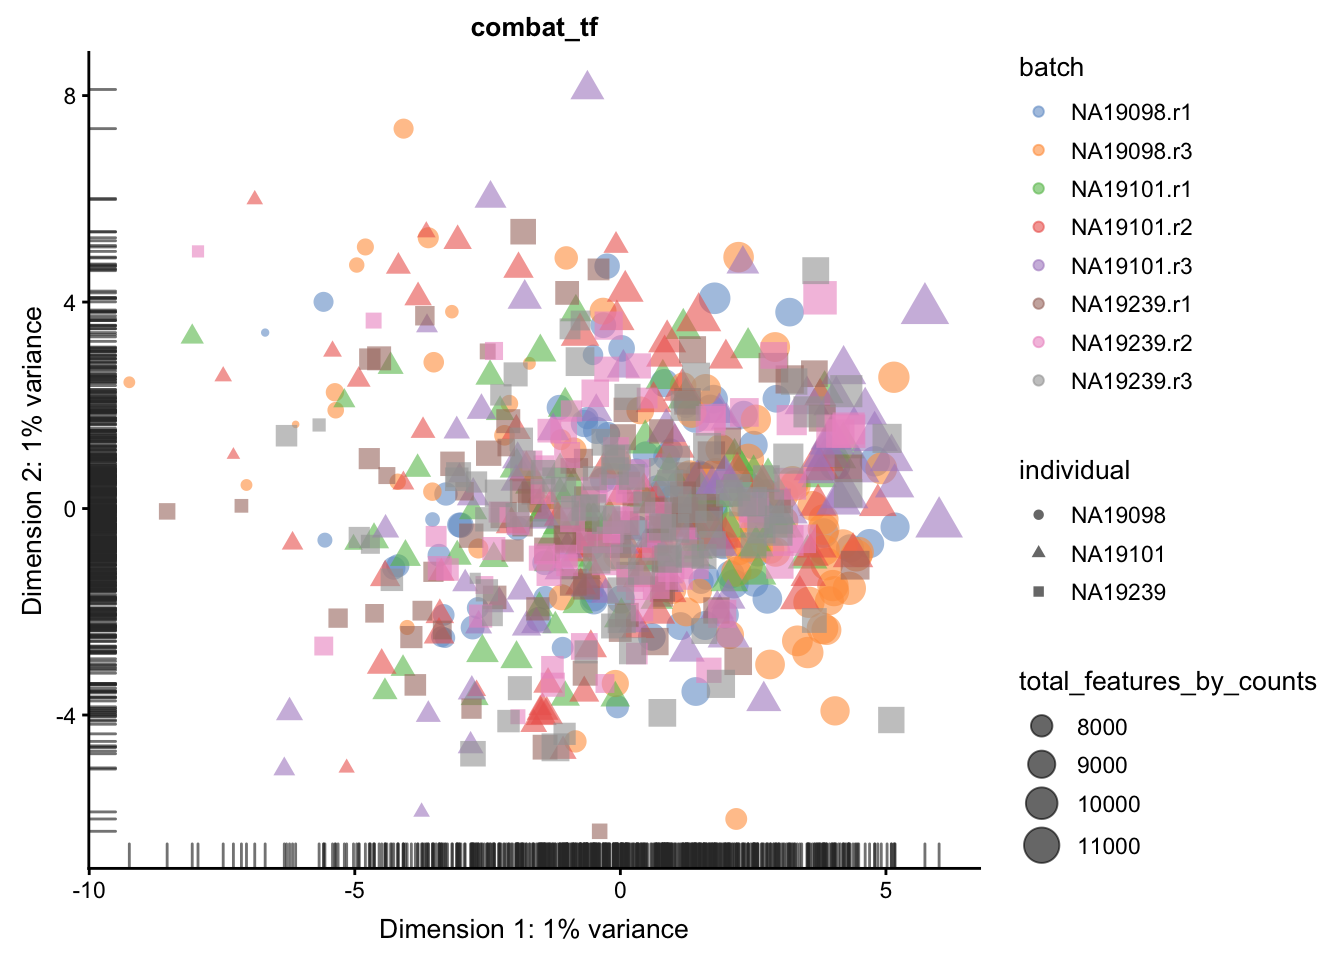 combat_tf
8
4
0
-4
Dimension 2: 1% variance
-10
-5
0
5
Dimension 1: 1% variance
batch
NA19098.r1
NA19098.r3
NA19101.r1
NA19101.r2
NA19101.r3
NA19239.r1
NA19239.r2
NA19239.r3
individual
NA19098
NA19101
NA19239
total_features_by_counts
8000
9000
10000
11000